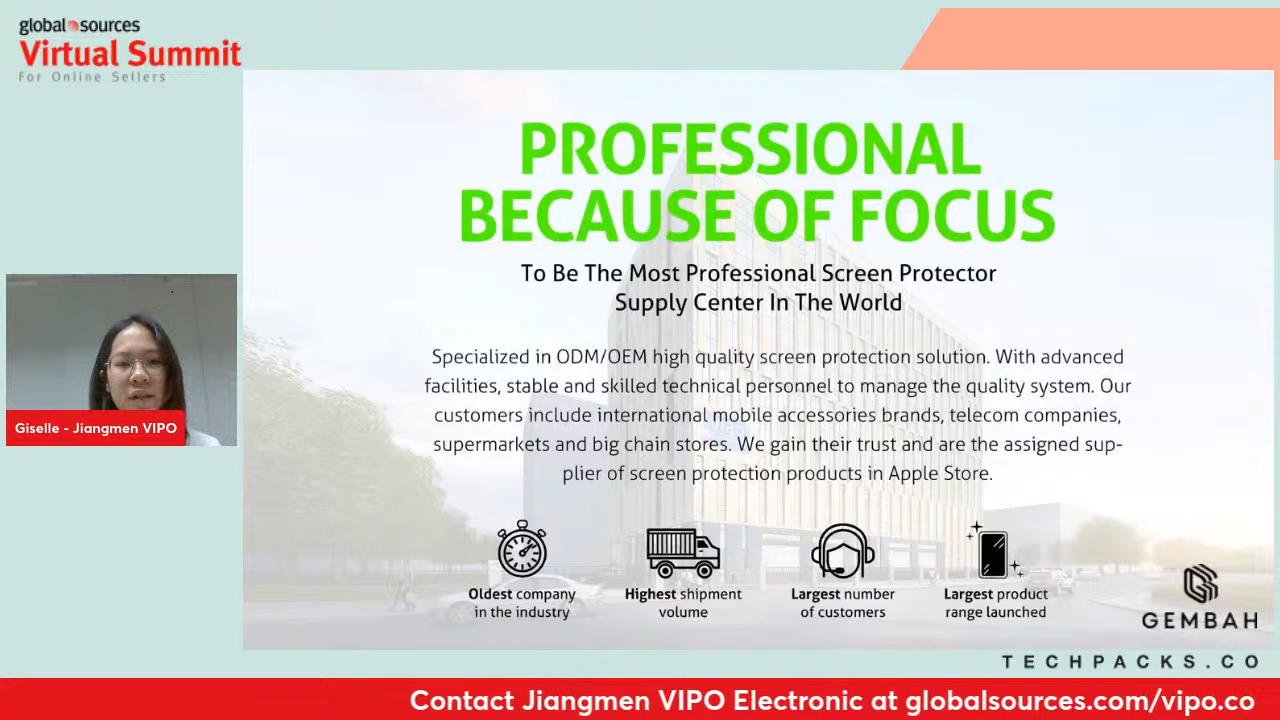 global sources
Virtual Summit
For Online Sellers
PROFESSIONAL
BECAUSE OF FOCUS
To Be The Most Professional Screen Protector
Supply Center In The World
Specialized in ODM/OEM high quality screen protection solution. With advanced
facilities, stable and skilled technical personnel to manage the quality system. Our
customers include international mobile accessories brands, telecom companies,
supermarkets and big chain stores. We gain their trust and are the assigned sup-
plier of screen protection products in Apple Store.
Giselle - Jiangmen VIPO
Oldest company
in the industry
Highest shipment
volume
Largest number
of customers
Largest product
range launched
GEMBAH
TECHPACKS.CO
Contact Jiangmen VIPO Electronic at globalsources.com/vipo.co